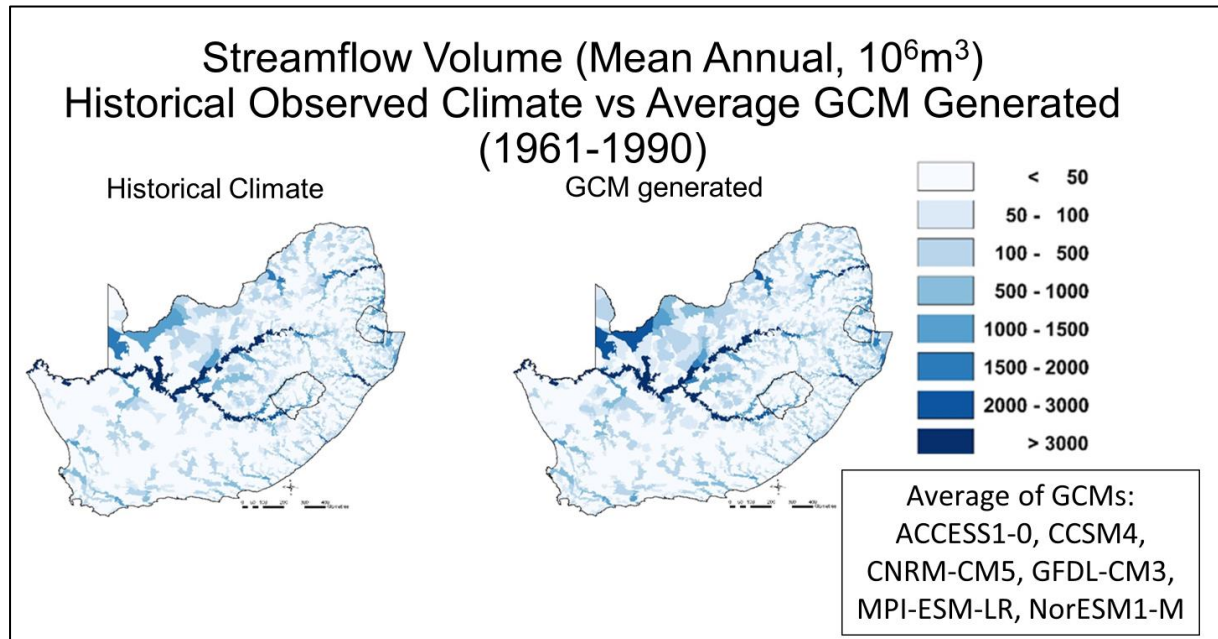 Streamflow Volume (Mean Annual, 10⁶m³)
Historical Observed Climate vs Average GCM Generated
(1961-1990)
Historical Climate
GCM generated
< 50
50 - 100
100 - 500
500 - 1000
1000 - 1500
1500 - 2000
2000 - 3000
> 3000
Average of GCMs:
ACCESS1-0, CCSM4,
CNRM-CM5, GFDL-CM3,
MPI-ESM-LR, NorESM1-M